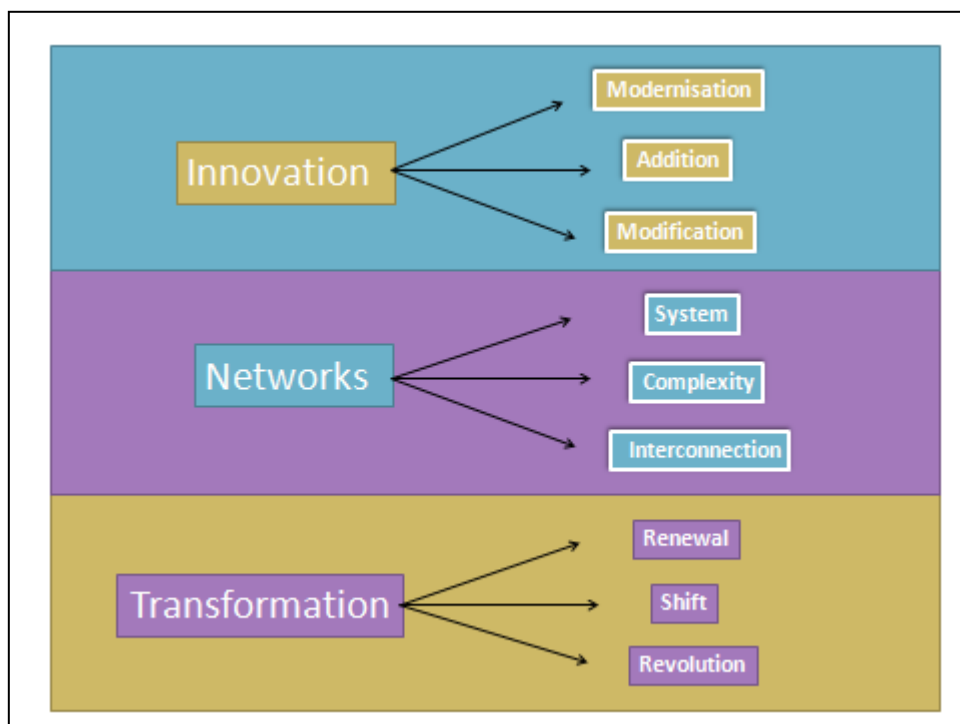 Innovation
Modernisation
Addition
Modification
Networks
System
Complexity
Interconnection
Transformation
Renewal
Shift
Revolution